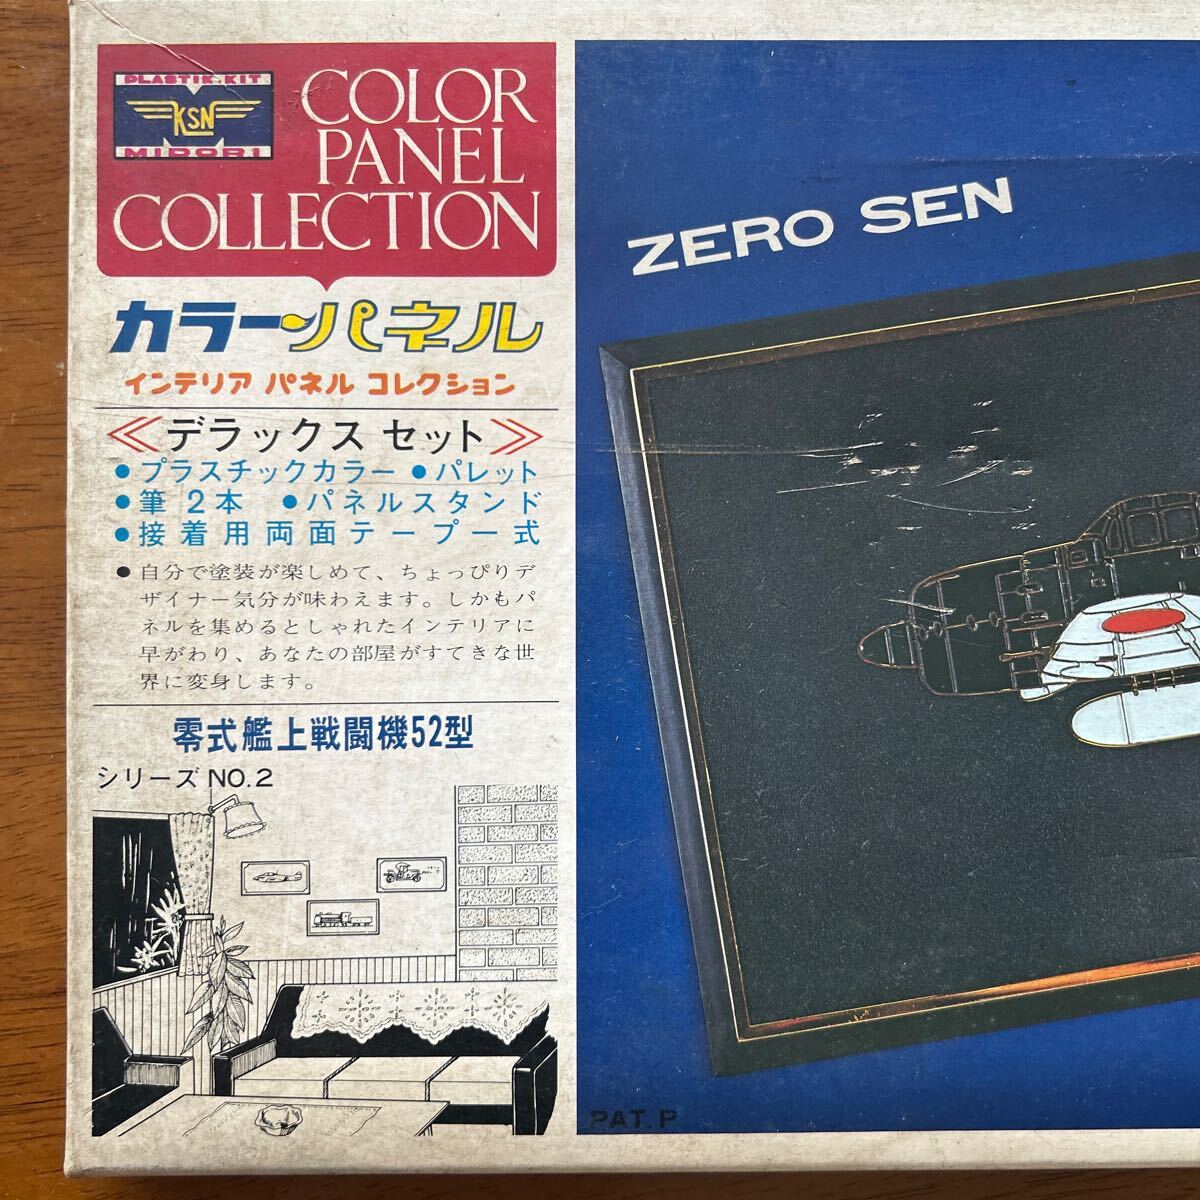 PLASTIK.KIT
KSN
MIDORI
COLOR
PANEL
COLLECTION
カラーパネル
インテリア パネル コレクション
≪デラックス セット≫
●プラスチックカラー ●パレット
●筆 2本 ●パネルスタンド
●接着用両面テープ一式
●自分で塗装が楽しめて、ちょっぴりデ
ザイナー気分が味わえます。しかもパ
ネルを集めるとしゃれたインテリアに
早がわり、あなたの部屋がすてきな世
界に変身します。
零式艦上戦闘機52型
シリーズ NO.2
ZERO SEN
PAT. P